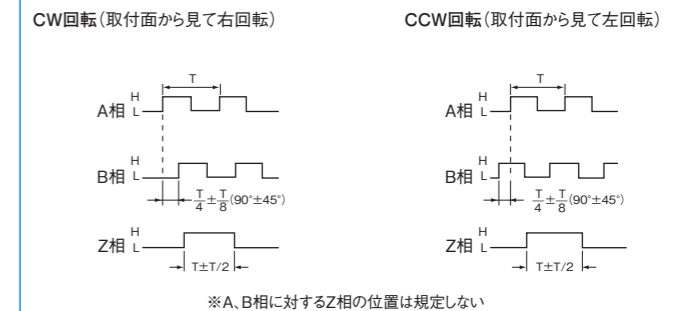 CW回転(取付面から見て右回転)
T
A相 H L
B相 H L
T/4±T/8(90°±45°)
Z相 H L
T±T/2
CCW回転(取付面から見て左回転)
T
A相 H L
B相 H L
T/4±T/8(90°±45°)
Z相 H L
T±T/2
※A、B相に対するZ相の位置は規定しない